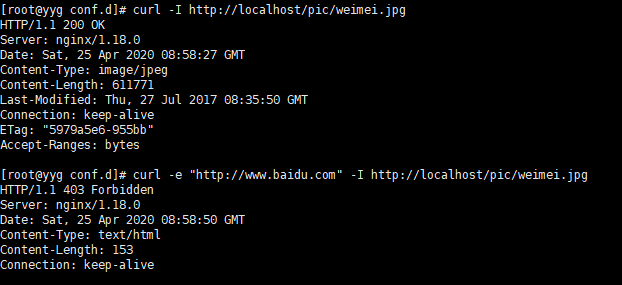 [root@yyg conf.d]# curl -I http://localhost/pic/weimei.jpg
HTTP/1.1 200 OK
Server: nginx/1.18.0
Date: Sat, 25 Apr 2020 08:58:27 GMT
Content-Type: image/jpeg
Content-Length: 611771
Last-Modified: Thu, 27 Jul 2017 08:35:50 GMT
Connection: keep-alive
ETag: "5979a5e6-955bb"
Accept-Ranges: bytes
[root@yyg conf.d]# curl -e "http://www.baidu.com" -I http://localhost/pic/weimei.jpg
HTTP/1.1 403 Forbidden
Server: nginx/1.18.0
Date: Sat, 25 Apr 2020 08:58:50 GMT
Content-Type: text/html
Content-Length: 153
Connection: keep-alive